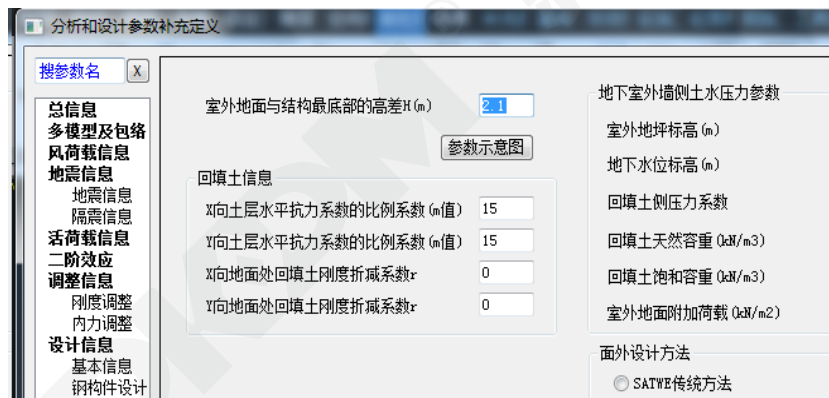 分析和设计参数补充定义
搜参数名 X
总信息
多模型及包络
风荷载信息
地震信息
地震信息
隔震信息
活荷载信息
二阶效应
调整信息
刚度调整
内力调整
设计信息
基本信息
钢构件设计
室外地面与结构最底部的高差H(m) 2.1
参数示意图
回填土信息
X向土层水平抗力系数的比例系数(m值) 15
Y向土层水平抗力系数的比例系数(m值) 15
X向地面处回填土刚度折减系数r 0
Y向地面处回填土刚度折减系数r 0
地下室外墙侧土水压力参数
室外地坪标高(m)
地下水位标高(m)
回填土侧压力系数
回填土天然容重(kN/m3)
回填土饱和容重(kN/m3)
室外地面附加荷载(kN/m2)
面外设计方法
SATWE传统方法